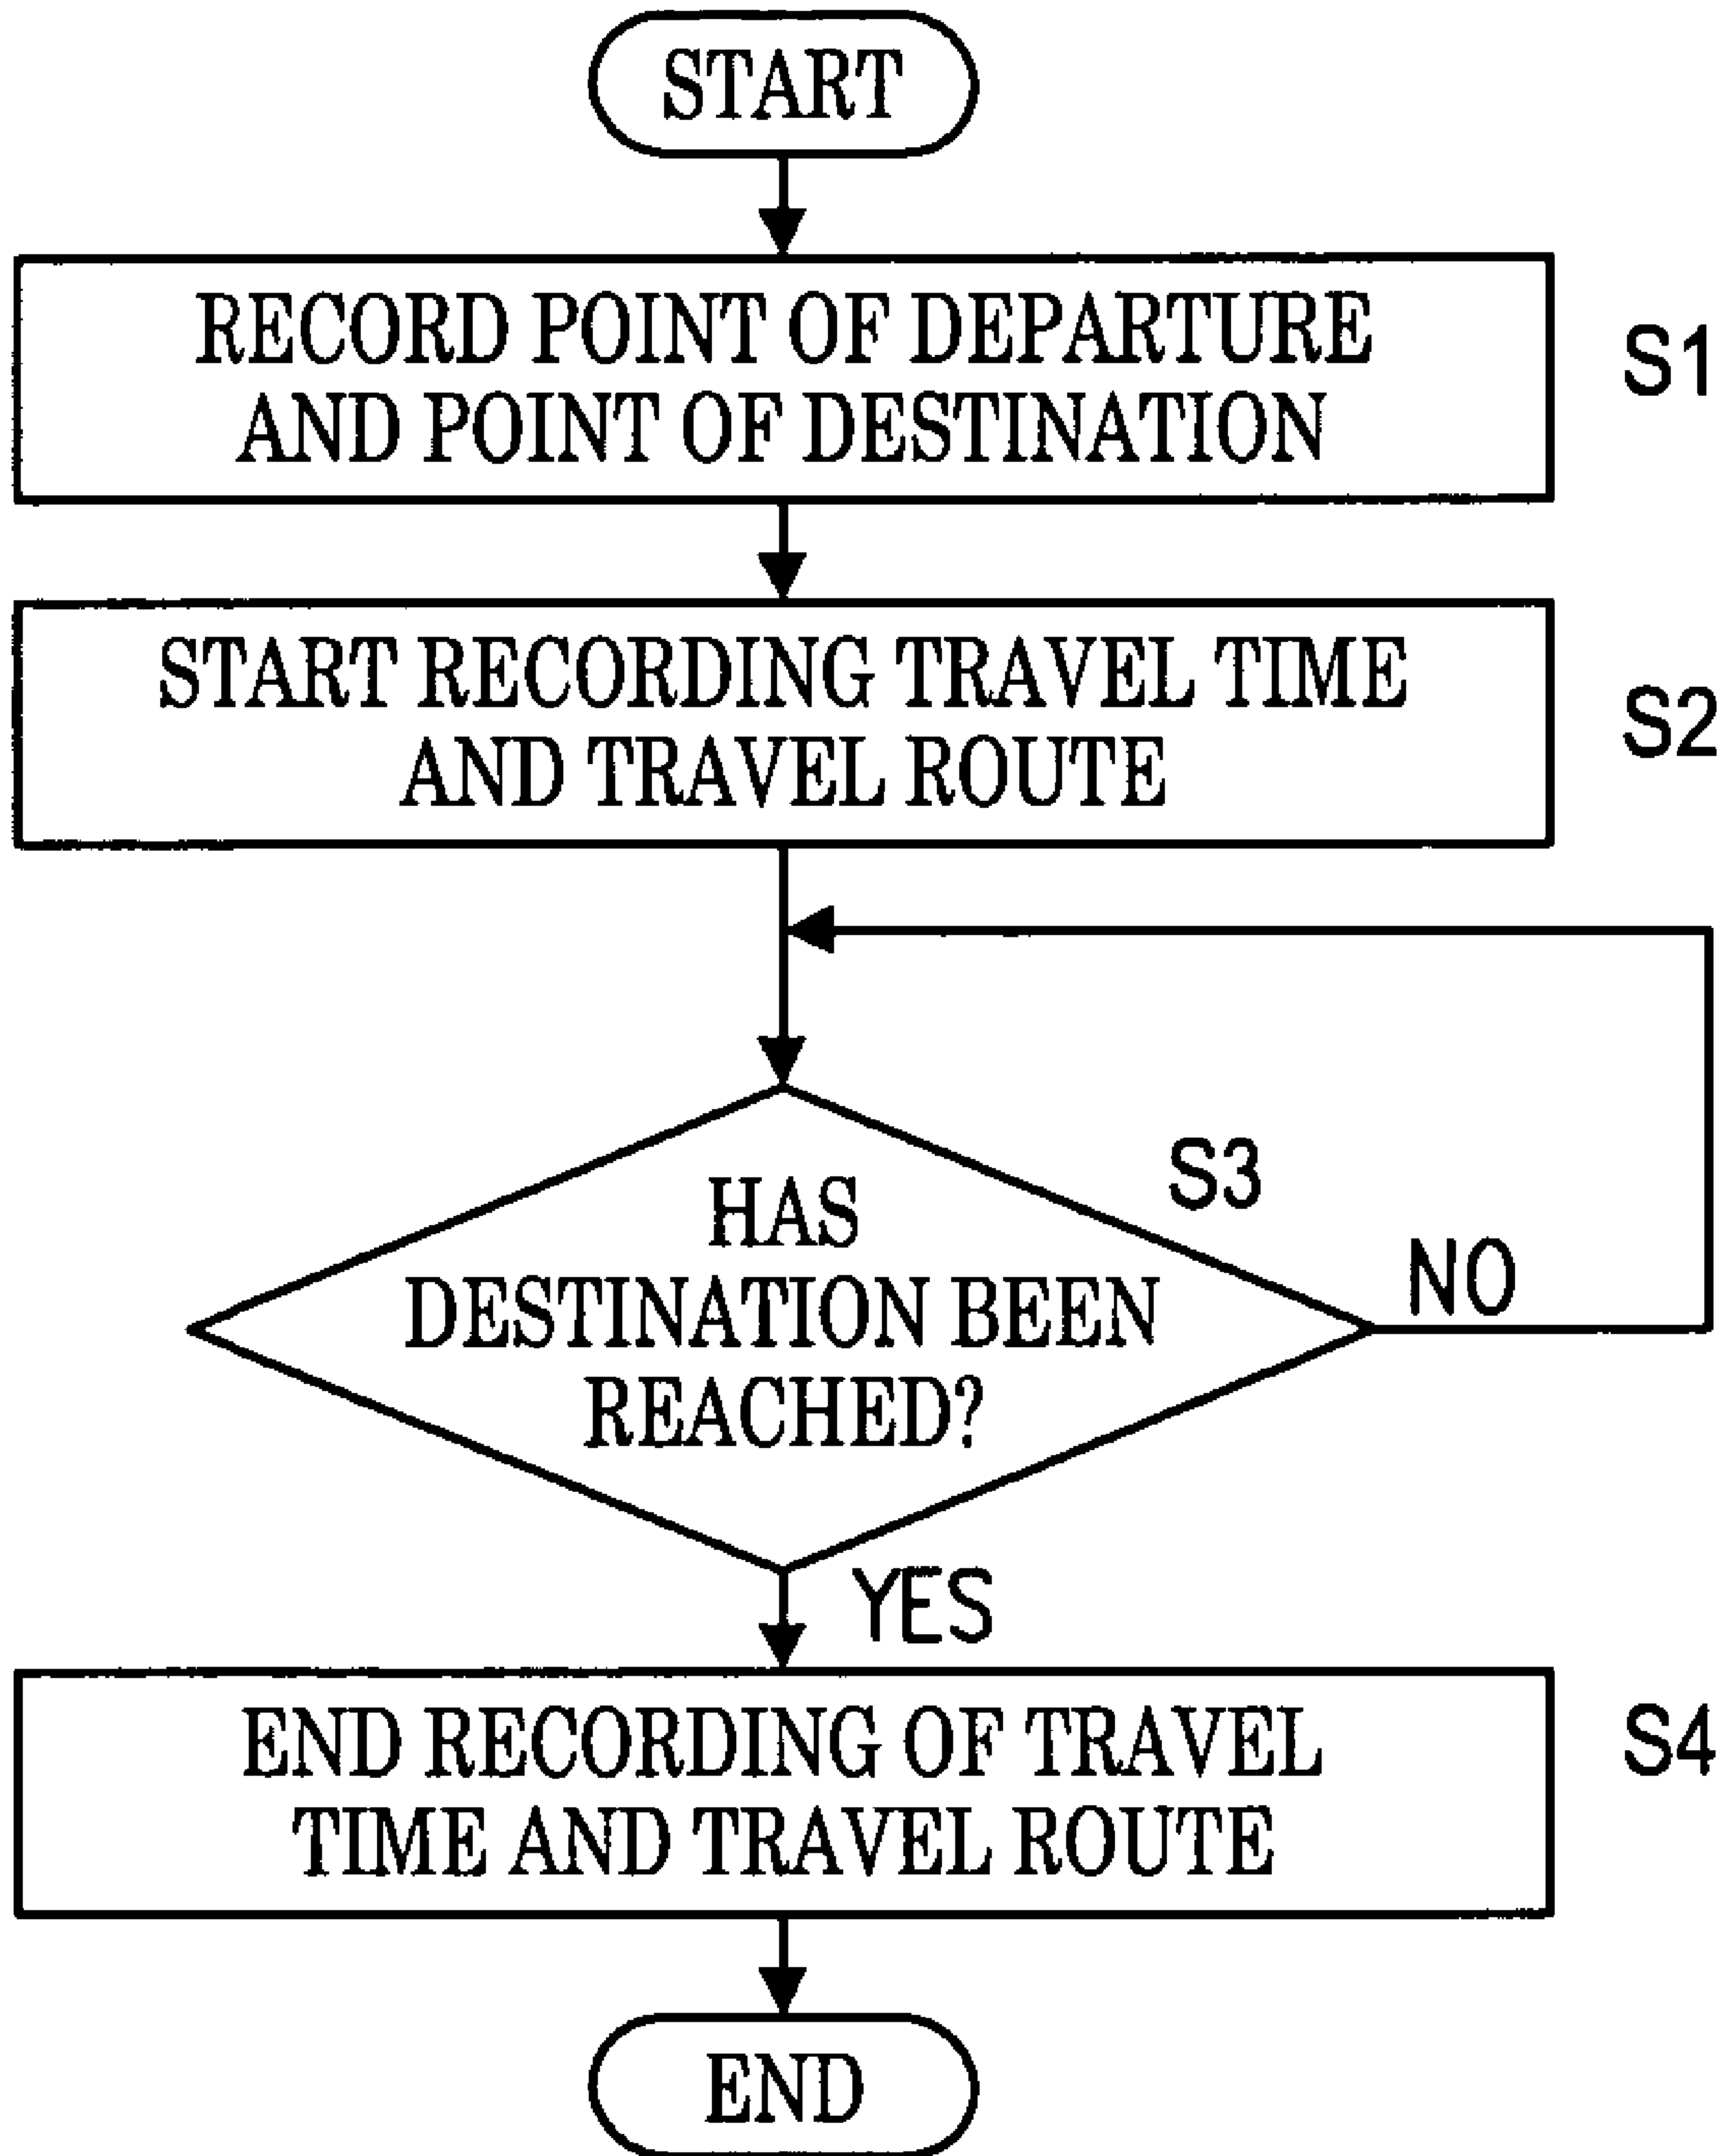 START
RECORD POINT OF DEPARTURE
AND POINT OF DESTINATION
S1
START RECORDING TRAVEL TIME
AND TRAVEL ROUTE
S2
S3
HAS
DESTINATION BEEN
REACHED?
NO
YES
END RECORDING OF TRAVEL
TIME AND TRAVEL ROUTE
S4
END